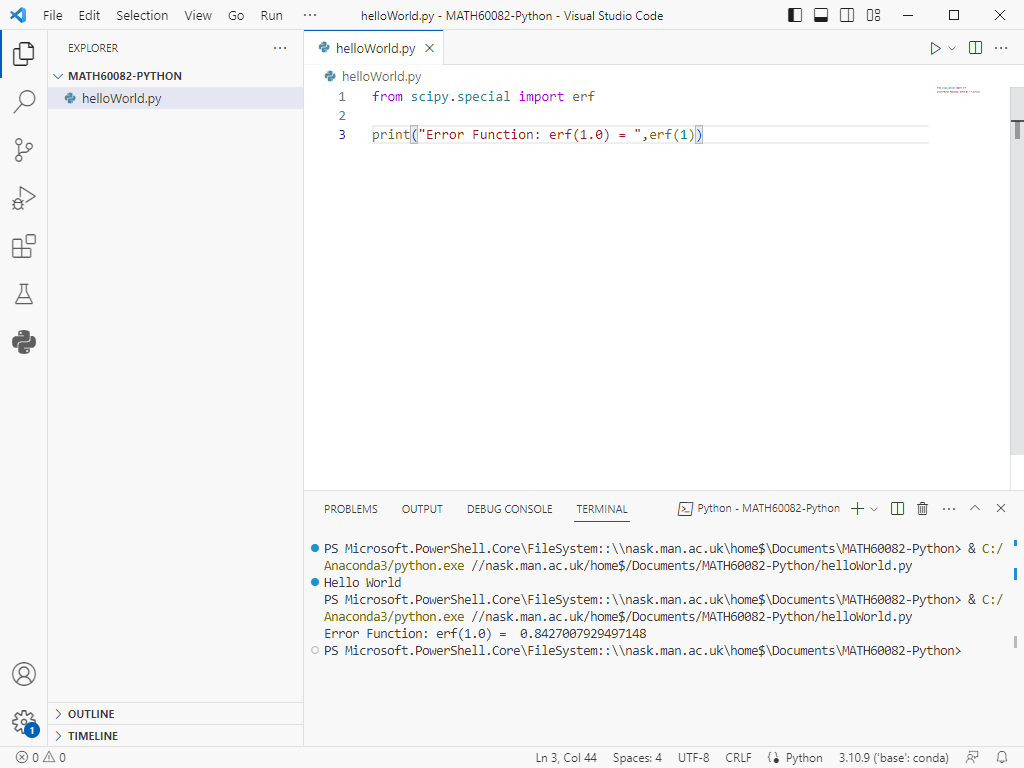 File Edit Selection View Go Run ··· helloWorld.py - MATH60082-Python - Visual Studio Code
EXPLORER ···
MATH60082-PYTHON
helloWorld.py
helloWorld.py
helloWorld.py
1 from scipy.special import erf
2
3 print("Error Function: erf(1.0) = ",erf(1))
PROBLEMS OUTPUT DEBUG CONSOLE TERMINAL Python - MATH60082-Python
PS Microsoft.PowerShell.Core\FileSystem::\\nask.man.ac.uk\home$\Documents\MATH60082-Python> & C:/
Anaconda3/python.exe //nask.man.ac.uk/home$/Documents/MATH60082-Python/helloWorld.py
Hello World
PS Microsoft.PowerShell.Core\FileSystem::\\nask.man.ac.uk\home$\Documents\MATH60082-Python> & C:/
Anaconda3/python.exe //nask.man.ac.uk/home$/Documents/MATH60082-Python/helloWorld.py
Error Function: erf(1.0) =  0.8427007929497148
PS Microsoft.PowerShell.Core\FileSystem::\\nask.man.ac.uk\home$\Documents\MATH60082-Python>
OUTLINE
TIMELINE
1
0 0 Ln 3, Col 44 Spaces: 4 UTF-8 CRLF Python 3.10.9 ('base': conda)